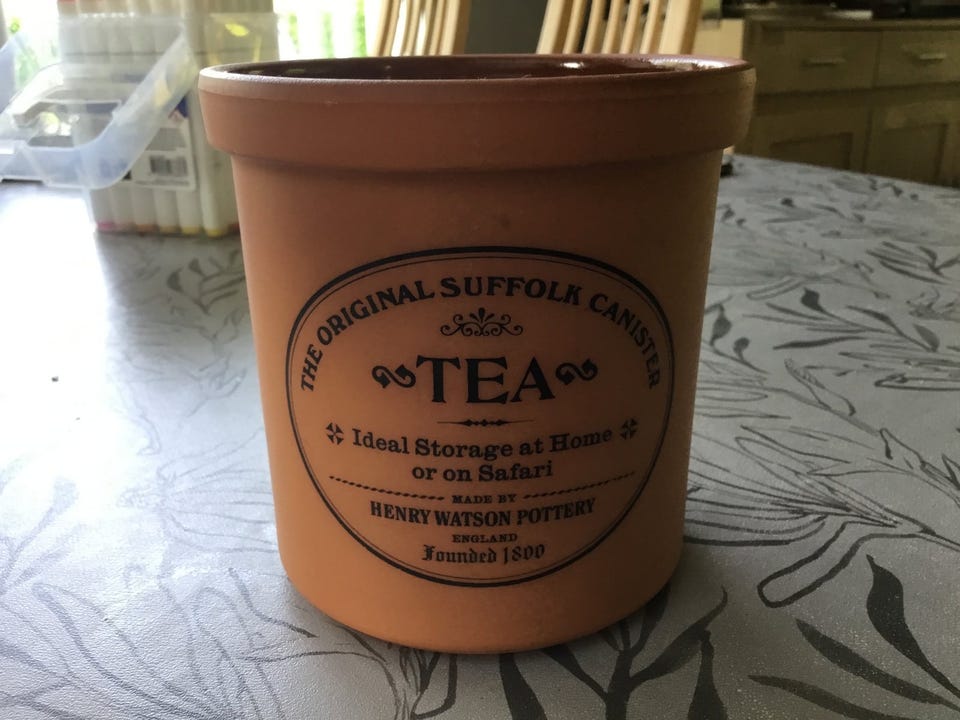 THE ORIGINAL SUFFOLK CANISTER
TEA
Ideal Storage at Home
or on Safari
MADE BY
HENRY WATSON POTTERY
ENGLAND
Founded 1800